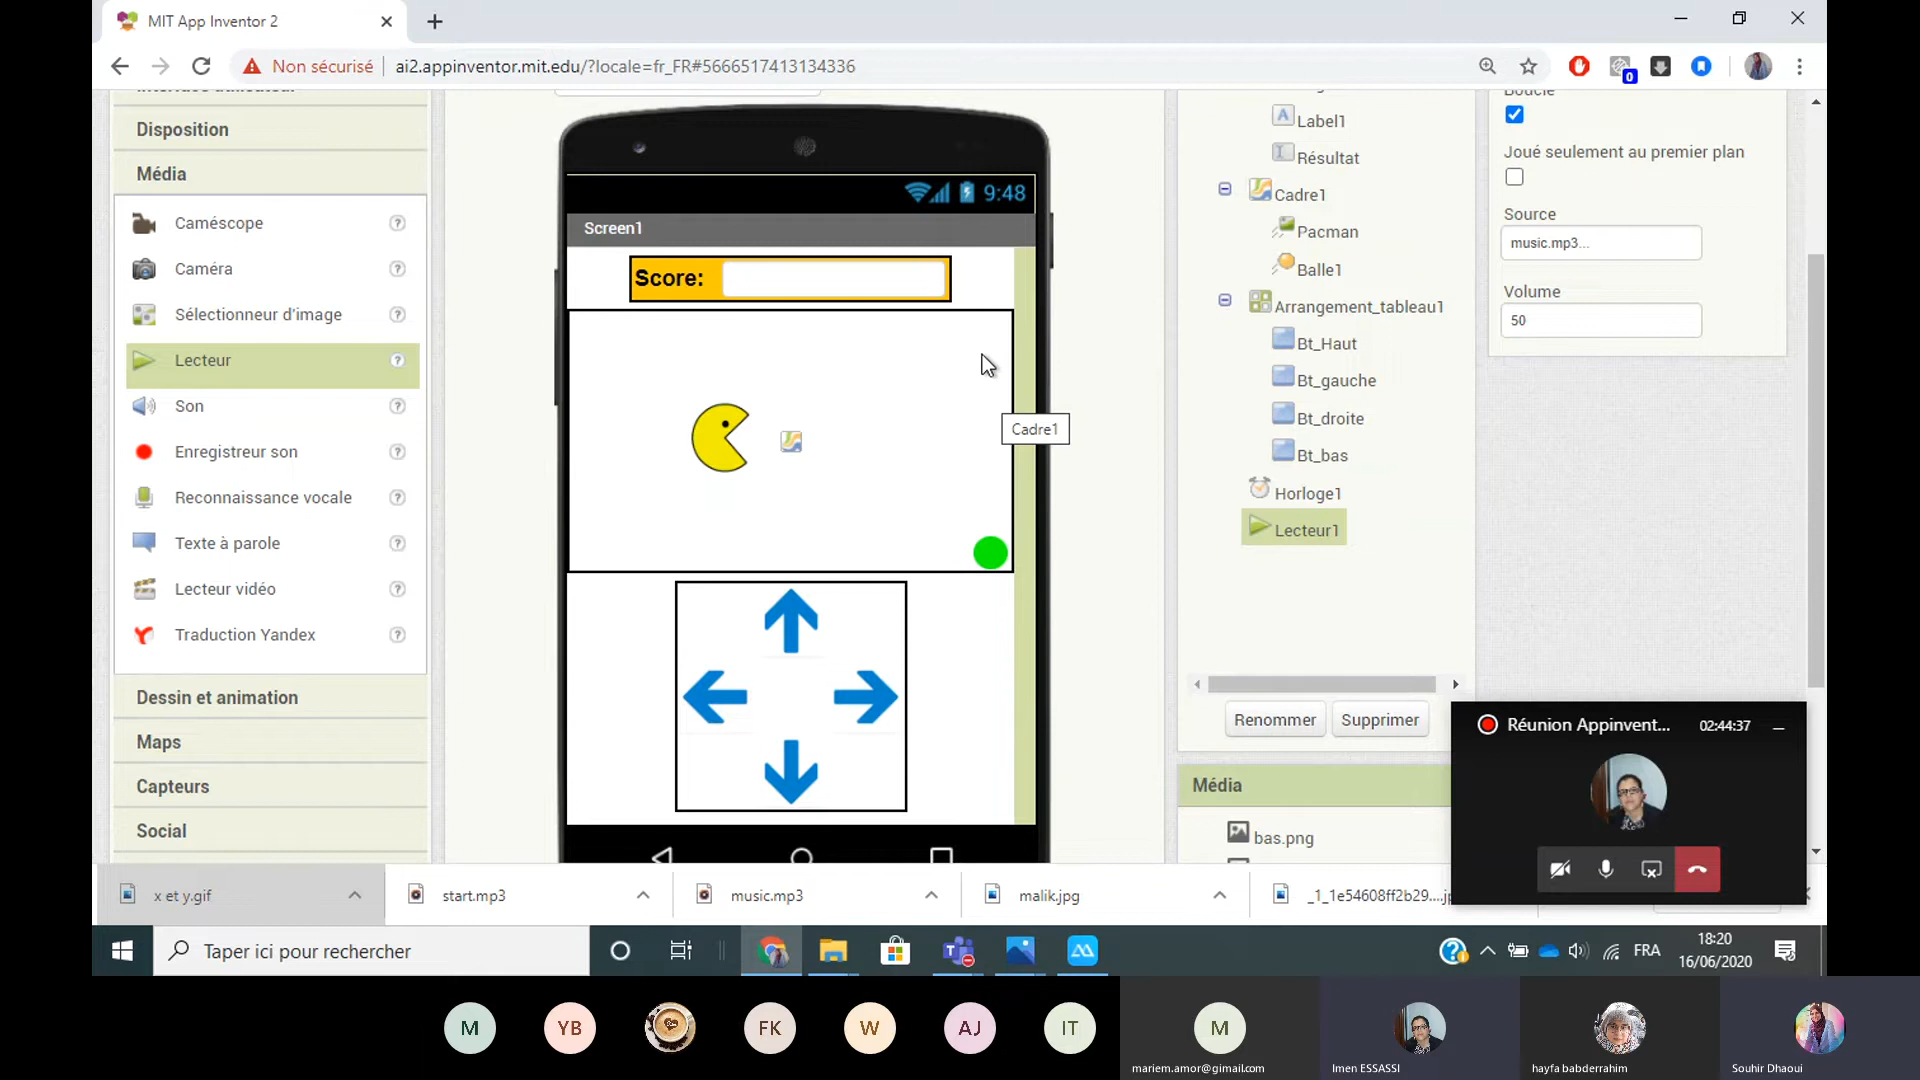 MIT App Inventor 2
Non sécurisé
ai2.appinventor.mit.edu/?locale=fr_FR#5666517413134336
0
Disposition
Média
Caméscope
?
Caméra
?
Sélectionneur d'image
?
Lecteur
?
Son
?
Enregistreur son
?
Reconnaissance vocale
?
Texte à parole
?
Lecteur vidéo
?
Traduction Yandex
?
Dessin et animation
Maps
Capteurs
Social
9:48
Screen1
Score:
Cadre1
Label1
Résultat
Cadre1
Pacman
Balle1
Arrangement_tableau1
Bt_Haut
Bt_gauche
Bt_droite
Bt_bas
Horloge1
Lecteur1
Renommer
Supprimer
Média
bas.png
Boucle
Joué seulement au premier plan
Source
music.mp3...
Volume
50
Réunion Appinvent...
02:44:37
x et y.gif
start.mp3
music.mp3
malik.jpg
_1_1e54608ff2b29....jp
Taper ici pour rechercher
FRA
18:20
16/06/2020
M
YB
FK
W
AJ
IT
M
mariem.amor@gimail.com
Imen ESSASSI
hayfa babderrahim
Souhir Dhaoui